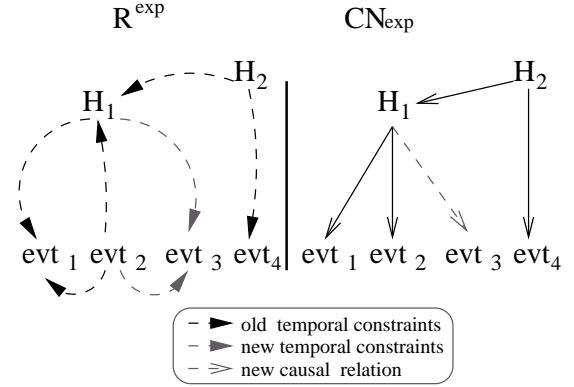 R^exp CN_exp
H_2 H_2
H_1 H_1
evt_1 evt_2 evt_3 evt_4 evt_1 evt_2 evt_3 evt_4
old temporal constraints
new temporal constraints
new causal relation